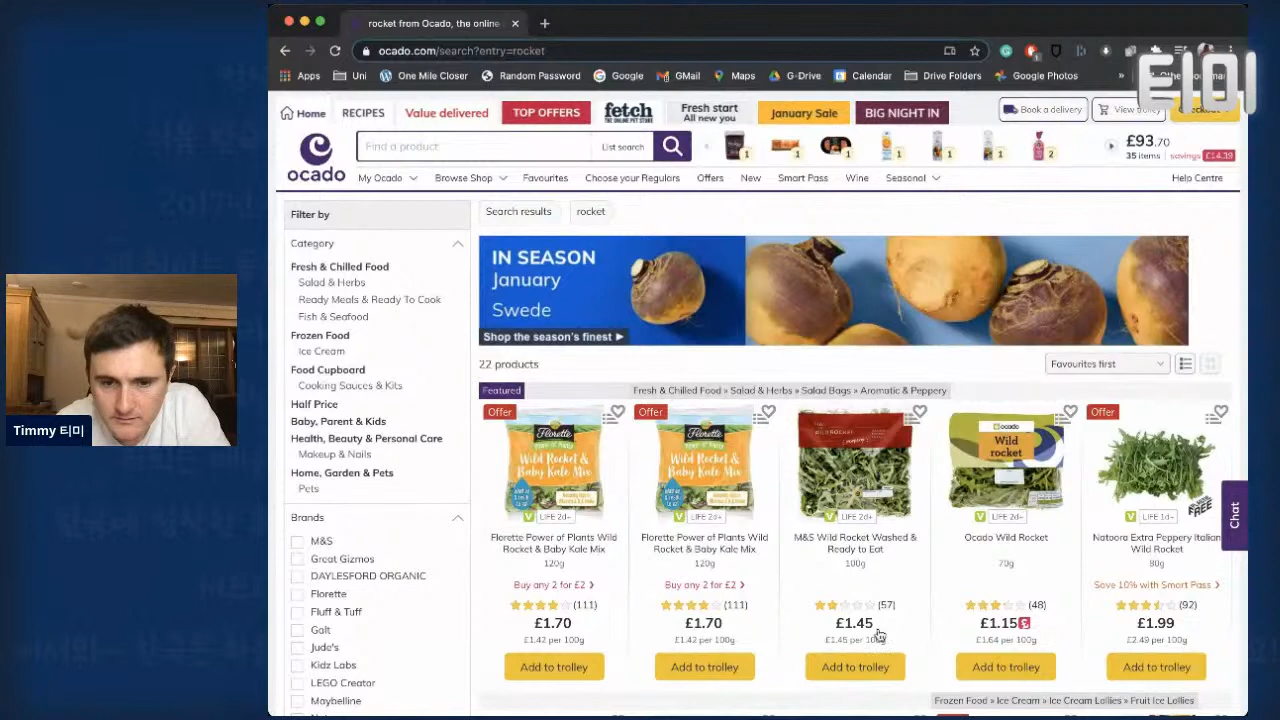 rocket from Ocado, the online
ocado.com/search?entry=rocket
Apps Uni One Mile Closer Random Password Google GMail Maps G-Drive Calendar Drive Folders Google Photos »
E101
Home RECIPES Value delivered TOP OFFERS fetch THE ONLINE PET STORE Fresh start All new you January Sale BIG NIGHT IN Book a delivery View trolley Checkout
ocado
Find a product List search 1 1 1 1 1 1 2 £93.70
35 items savings £14.39
My Ocado Browse Shop Favourites Choose your Regulars Offers New Smart Pass Wine Seasonal Help Centre
Filter by
Category
Fresh & Chilled Food
Salad & Herbs
Ready Meals & Ready To Cook
Fish & Seafood
Frozen Food
Ice Cream
Food Cupboard
Cooking Sauces & Kits
Half Price
Baby, Parent & Kids
Health, Beauty & Personal Care
Makeup & Nails
Home, Garden & Pets
Pets
Brands
M&S
Great Gizmos
DAYLESFORD ORGANIC
Florette
Fluff & Tuff
Galt
Jude's
Kidz Labs
LEGO Creator
Maybelline
Search results rocket
IN SEASON
January
Swede
Shop the season's finest
22 products Favourites first
Featured Fresh & Chilled Food » Salad & Herbs » Salad Bags » Aromatic & Peppery
Offer Offer Offer
Florette
Wild Rocket &
Baby Kale Mix
LIFE 2d+
Florette Power of Plants Wild
Rocket & Baby Kale Mix
120g
Buy any 2 for £2
(111)
£1.70
£1.42 per 100g
Add to trolley
Florette
Wild Rocket &
Baby Kale Mix
LIFE 2d+
Florette Power of Plants Wild
Rocket & Baby Kale Mix
120g
Buy any 2 for £2
(111)
£1.70
£1.42 per 100g
Add to trolley
WILD ROCKET
LIFE 2d+
M&S Wild Rocket Washed &
Ready to Eat
100g
(57)
£1.45
£1.45 per 100g
Add to trolley
ocado
Wild
rocket
LIFE 2d+
Ocado Wild Rocket
70g
(48)
£1.15
£1.64 per 100g
Add to trolley
FREE
LIFE 1d+
Natoora Extra Peppery Italian
Wild Rocket
80g
Save 10% with Smart Pass
(92)
£1.99
£2.49 per 100g
Add to trolley
Frozen Food » Ice Cream » Ice Cream Lollies » Fruit Ice Lollies
Chat
Timmy 티미